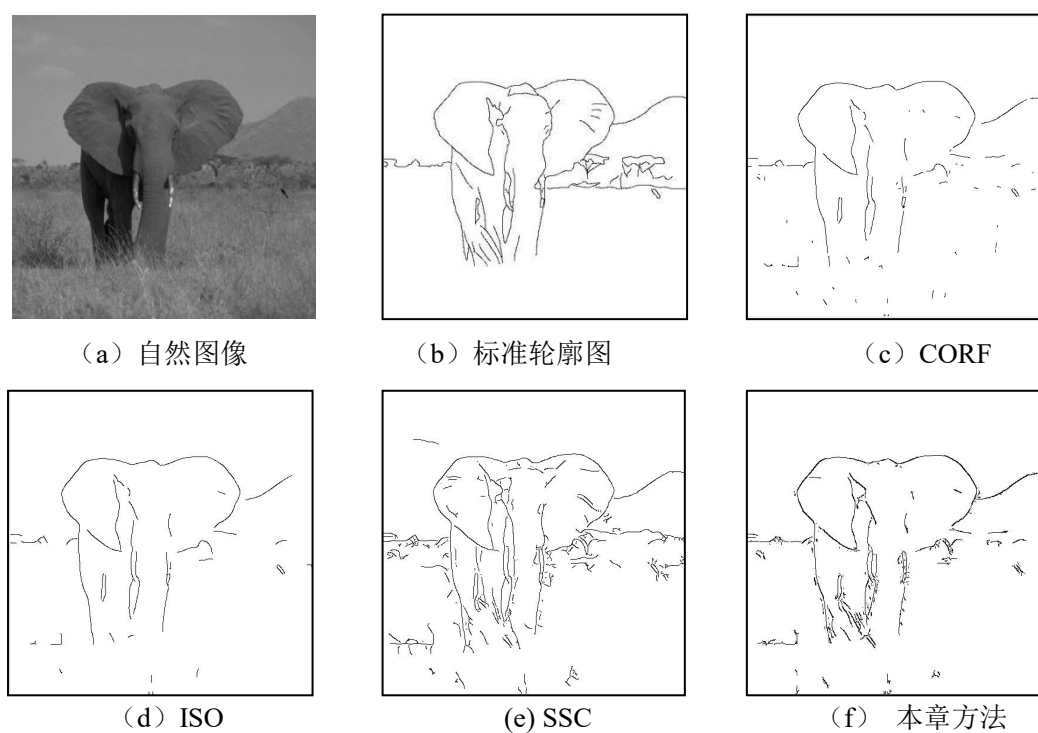 （a）自然图像
（b）标准轮廓图
（c）CORF
（d）ISO
(e) SSC
（f） 本章方法